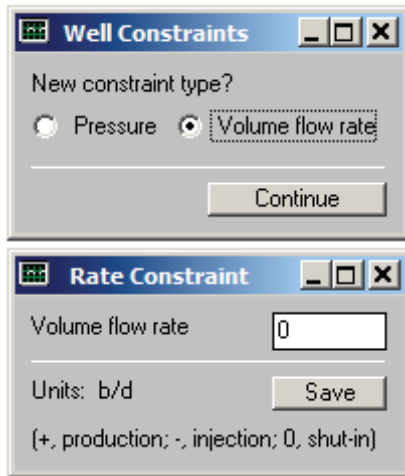 Well Constraints
New constraint type?
Pressure Volume flow rate
Continue
Rate Constraint
Volume flow rate 0
Units: b/d Save
(+, production; -, injection; 0, shut-in)